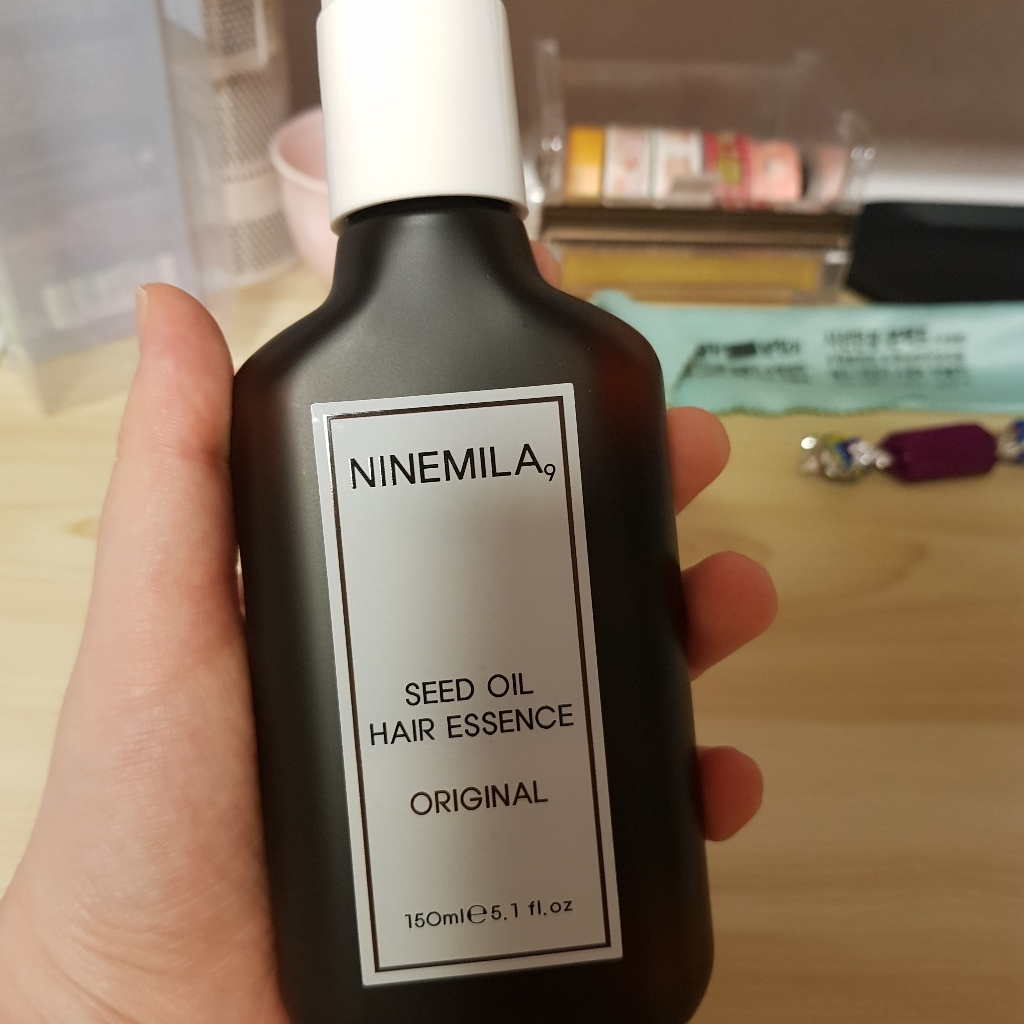 NINEMILA9
SEED OIL
HAIR ESSENCE
ORIGINAL
150ml℮5.1 fl.oz